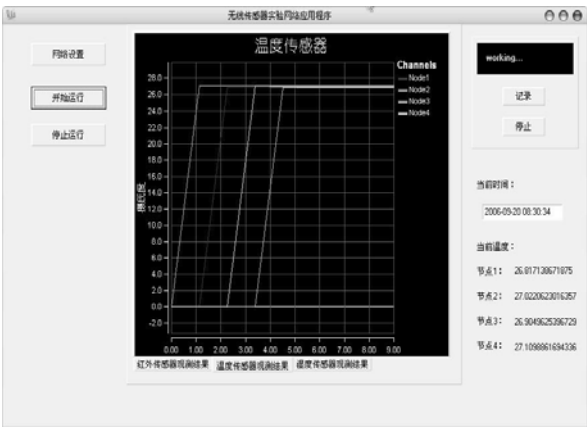 无线传感器实验网络应用程序
网络设置
开始运行
停止运行
温度传感器
Channels
Node1
Node2
Node3
Node4
摄氏度
28.0
26.0
24.0
22.0
20.0
18.0
16.0
14.0
12.0
10.0
8.0
6.0
4.0
2.0
0.0
-2.0
0.00 1.00 2.00 3.00 4.00 5.00 6.00 7.00 8.00 9.00
红外传感器观测结果 温度传感器观测结果 湿度传感器观测结果
working...
记录
停止
当前时间：
2006-09-20 08:30:34
当前温度：
节点1： 26.817138671875
节点2： 27.0220623016357
节点3： 26.9049625396729
节点4： 27.1098861694336